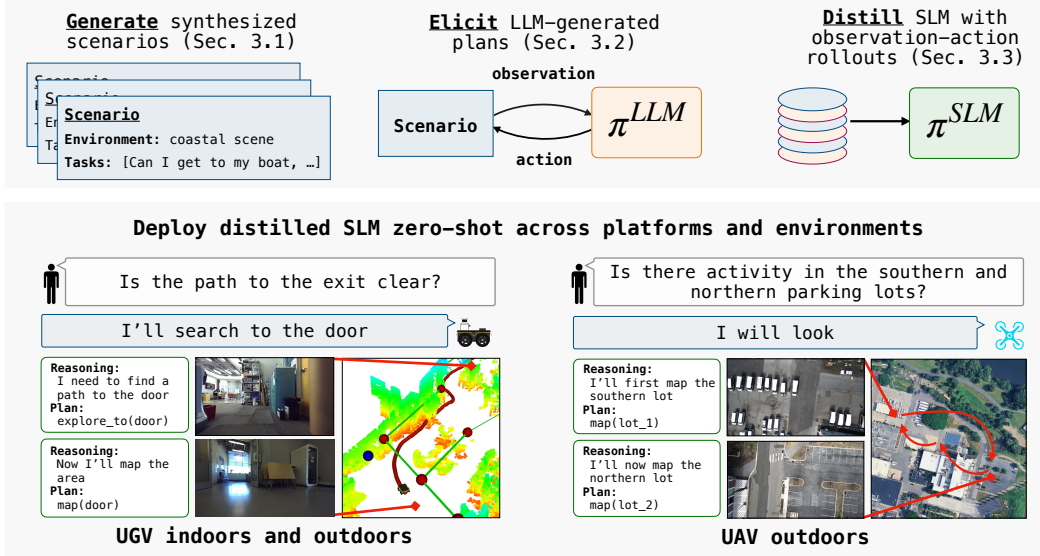 Generate synthesized
scenarios (Sec. 3.1)
Scenario
Scenario
Ta
Scenario
Environment: coastal scene
Tasks: [Can I get to my boat, …]
Elicit LLM-generated
plans (Sec. 3.2)
observation
Scenario
π^LLM
action
Distill SLM with
observation-action
rollouts (Sec. 3.3)
π^SLM
Deploy distilled SLM zero-shot across platforms and environments
Is the path to the exit clear?
I'll search to the door
Reasoning:
I need to find a
path to the door
Plan:
explore_to(door)
Reasoning:
Now I'll map the
area
Plan:
map(door)
UGV indoors and outdoors
Is there activity in the southern and
northern parking lots?
I will look
Reasoning:
I'll first map the
southern lot
Plan:
map(lot_1)
Reasoning:
I'll now map the
northern lot
Plan:
map(lot_2)
UAV outdoors